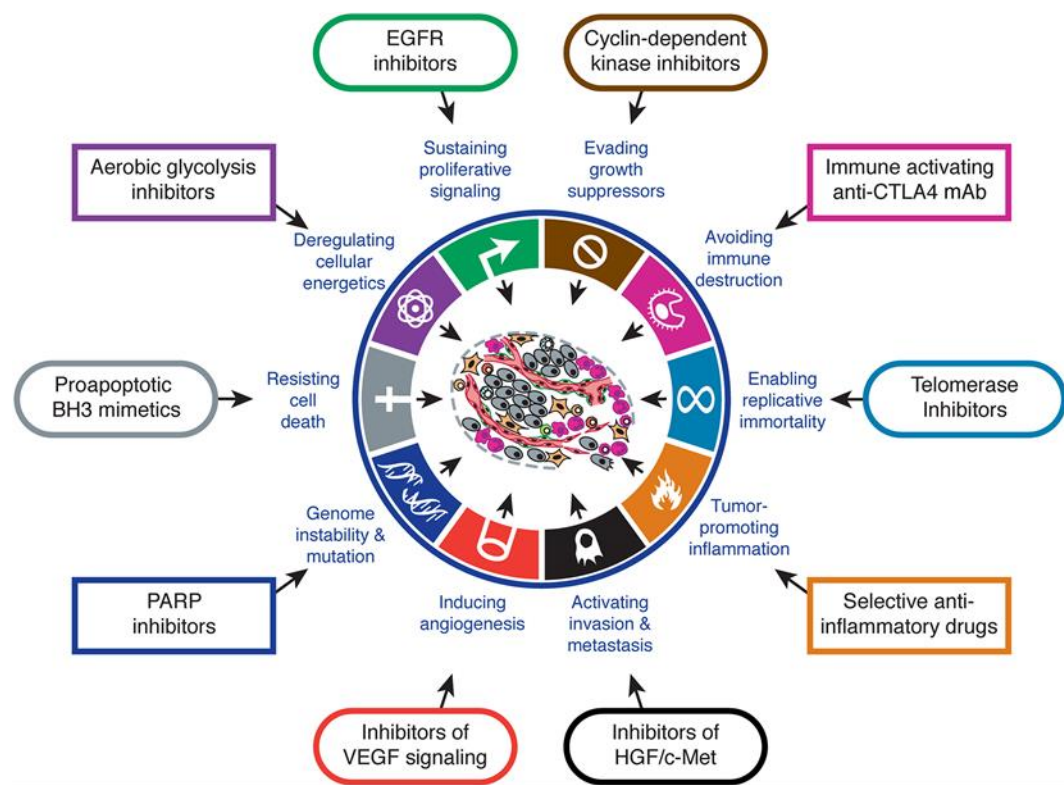 EGFR
inhibitors
Cyclin-dependent
kinase inhibitors
Sustaining
proliferative
signaling
Evading
growth
suppressors
Aerobic glycolysis
inhibitors
Immune activating
anti-CTLA4 mAb
Deregulating
cellular
energetics
Avoiding
immune
destruction
Proapoptotic
BH3 mimetics
Resisting
cell
death
Enabling
replicative
immortality
Telomerase
Inhibitors
Genome
instability &
mutation
Tumor-
promoting
inflammation
PARP
inhibitors
Inducing
angiogenesis
Activating
invasion &
metastasis
Selective anti-
inflammatory drugs
Inhibitors of
VEGF signaling
Inhibitors of
HGF/c-Met